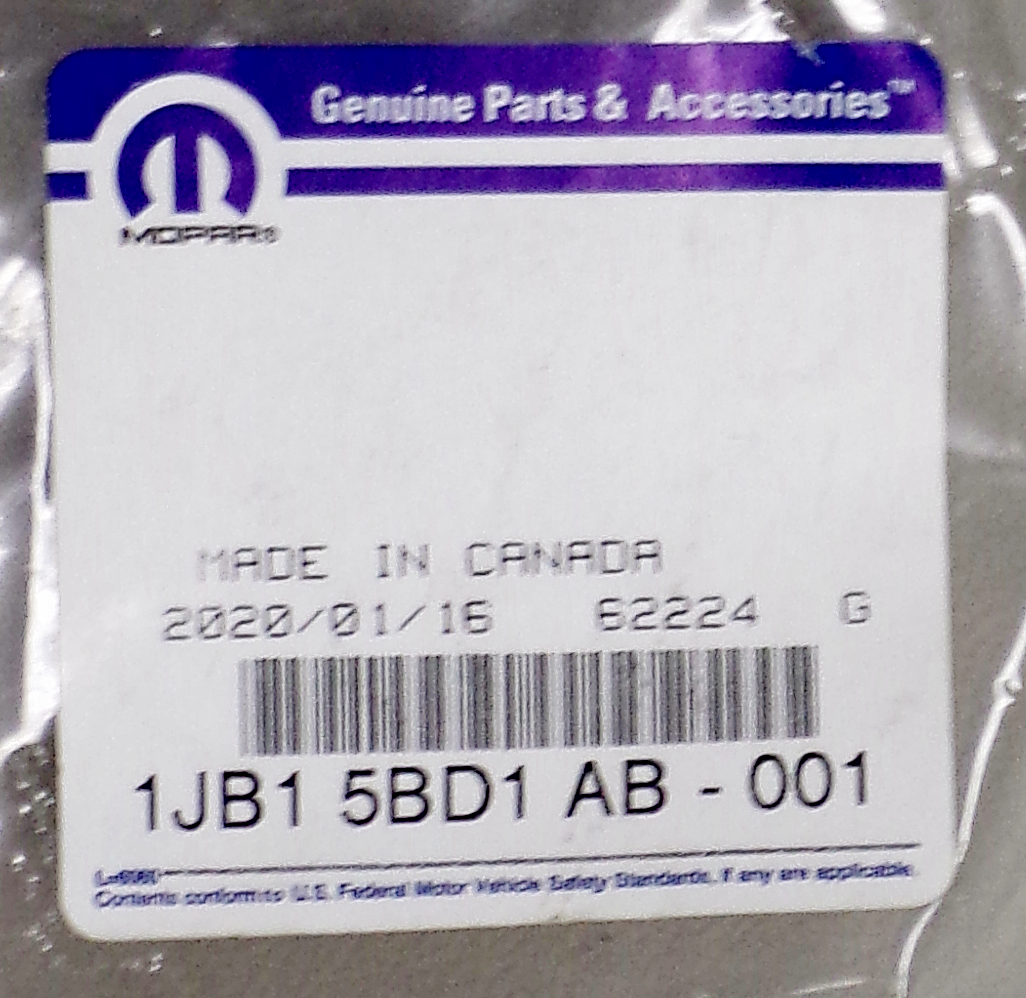 Genuine Parts & Accessories™
MOPAR®
MADE IN CANADA
2020/01/16 62224 G
1JB1 5BD1 AB - 001
Contents conform to U.S. Federal Motor Vehicle Safety Standards, if any are applicable.